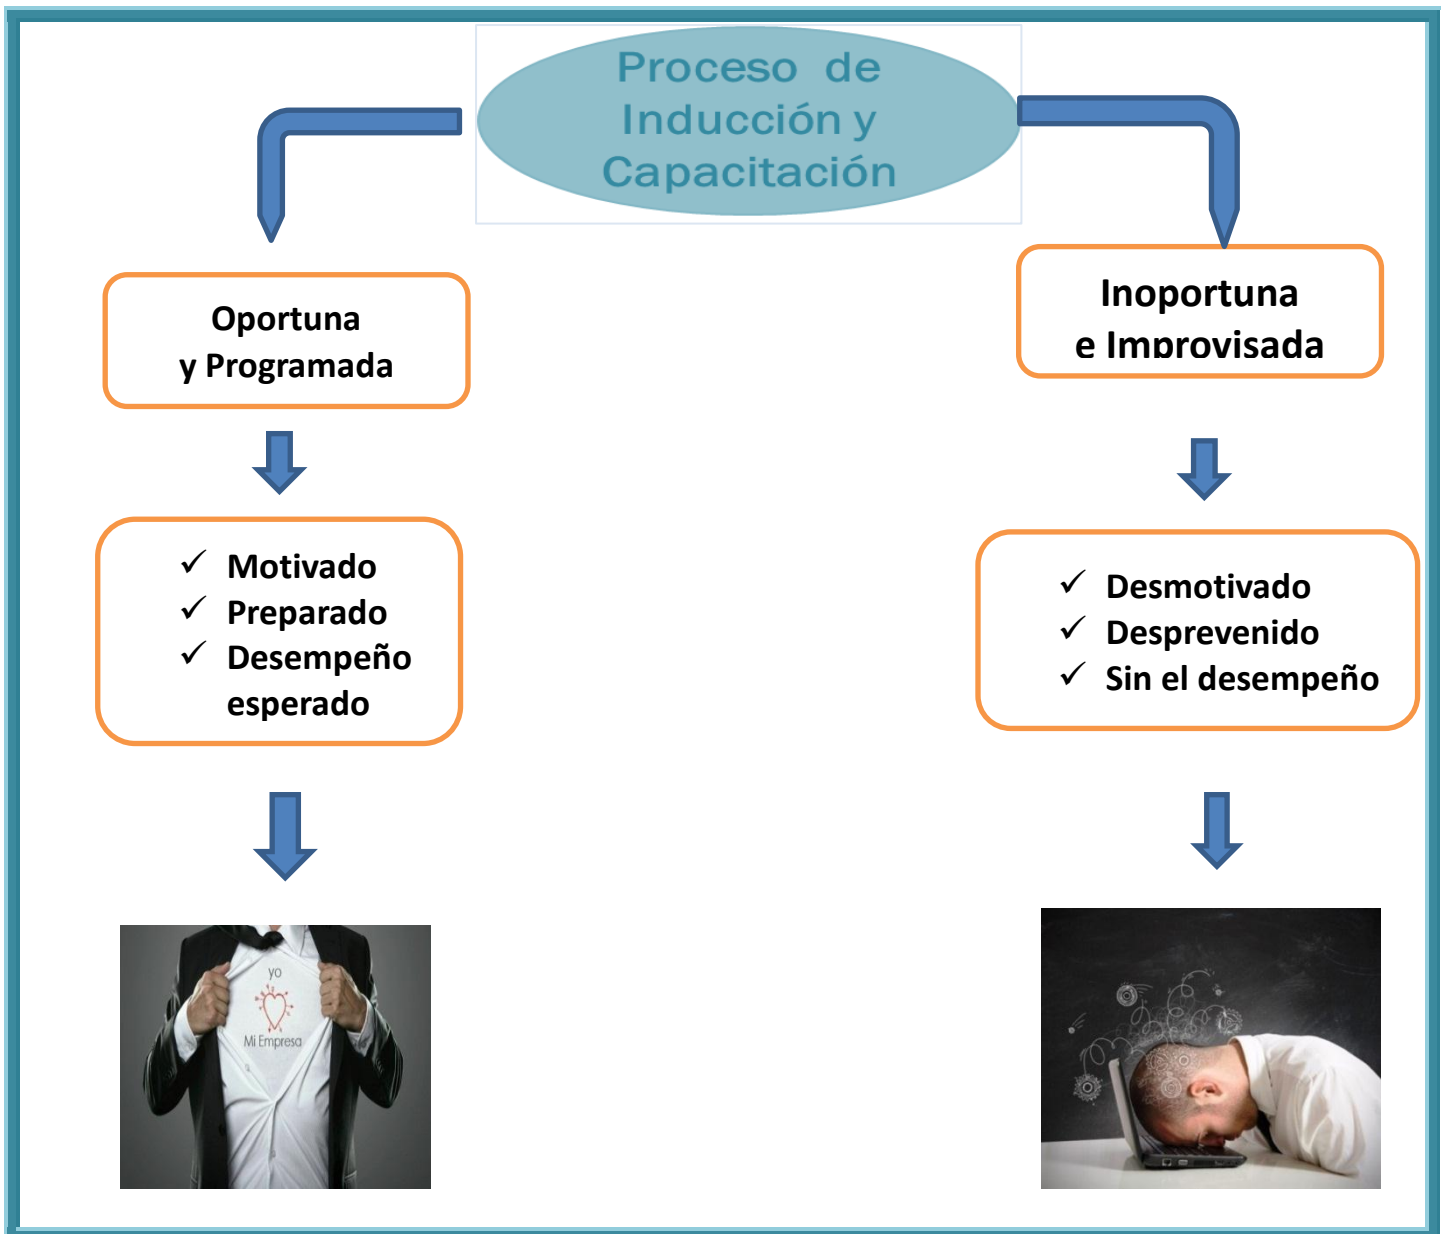 Proceso de
Inducción y
Capacitación
Oportuna
y Programada
Inoportuna
e Improvisada
✓ Motivado
✓ Preparado
✓ Desempeño
esperado
✓ Desmotivado
✓ Desprevenido
✓ Sin el desempeño
yo
Mi Empresa